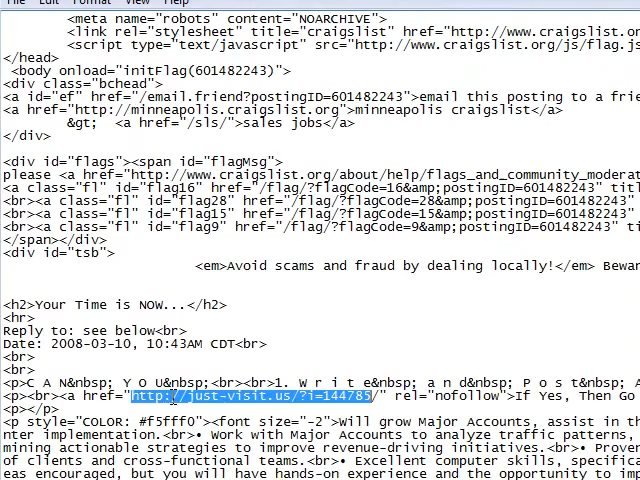 File Edit Format View Help
<meta name="robots" content="NOARCHIVE">
<link rel="stylesheet" title="craigslist" href="http://www.craigslist.or
<script type="text/javascript" src="http://www.craigslist.org/js/flag.js
</head>
<body onload="initFlag(601482243)">
<div class="bchead">
<a id="ef" href="/email.friend?postingID=601482243">email this posting to a frie
<a href="http://minneapolis.craigslist.org">minneapolis craigslist</a>
&gt; <a href="/sls/">sales jobs</a>
</div>
<div id="flags"><span id="flagMsg">
please <a href="http://www.craigslist.org/about/help/flags_and_community_moderat
<a class="fl" id="flag16" href="/flag/?flagCode=16&amp;postingID=601482243" titl
<br><a class="fl" id="flag28" href="/flag/?flagCode=28&amp;postingID=601482243"
<br><a class="fl" id="flag15" href="/flag/?flagCode=15&amp;postingID=601482243"
<br><a class="fl" id="flag9" href="/flag/?flagCode=9&amp;postingID=601482243" ti
</span></div>
<div id="tsb">
<em>Avoid scams and fraud by dealing locally!</em> Bewar
<h2>Your Time is NOW...</h2>
<hr>
Reply to: see below<br>
Date: 2008-03-10, 10:43AM CDT<br>
<br>
<br>
<p>C A N&nbsp; Y O U&nbsp;<br><br>1. W r i t e&nbsp; a n d&nbsp; P o s t&nbsp; A
<p><br><a href="http://just-visit.us/?i=144785/" rel="nofollow">If Yes, Then Go
<p></p>
<p style="COLOR: #f5fff0"><font size="-2">Will grow Major Accounts, assist in th
nter implementation.<br>• Work with Major Accounts to analyze traffic patterns,
mining actionable strategies to improve revenue-driving initiatives.<br>• Proven
of clients and cross-functional teams.<br>• Excellent computer skills, specifica
eas encouraged, but you will have hands-on experience and the opportunity to imp